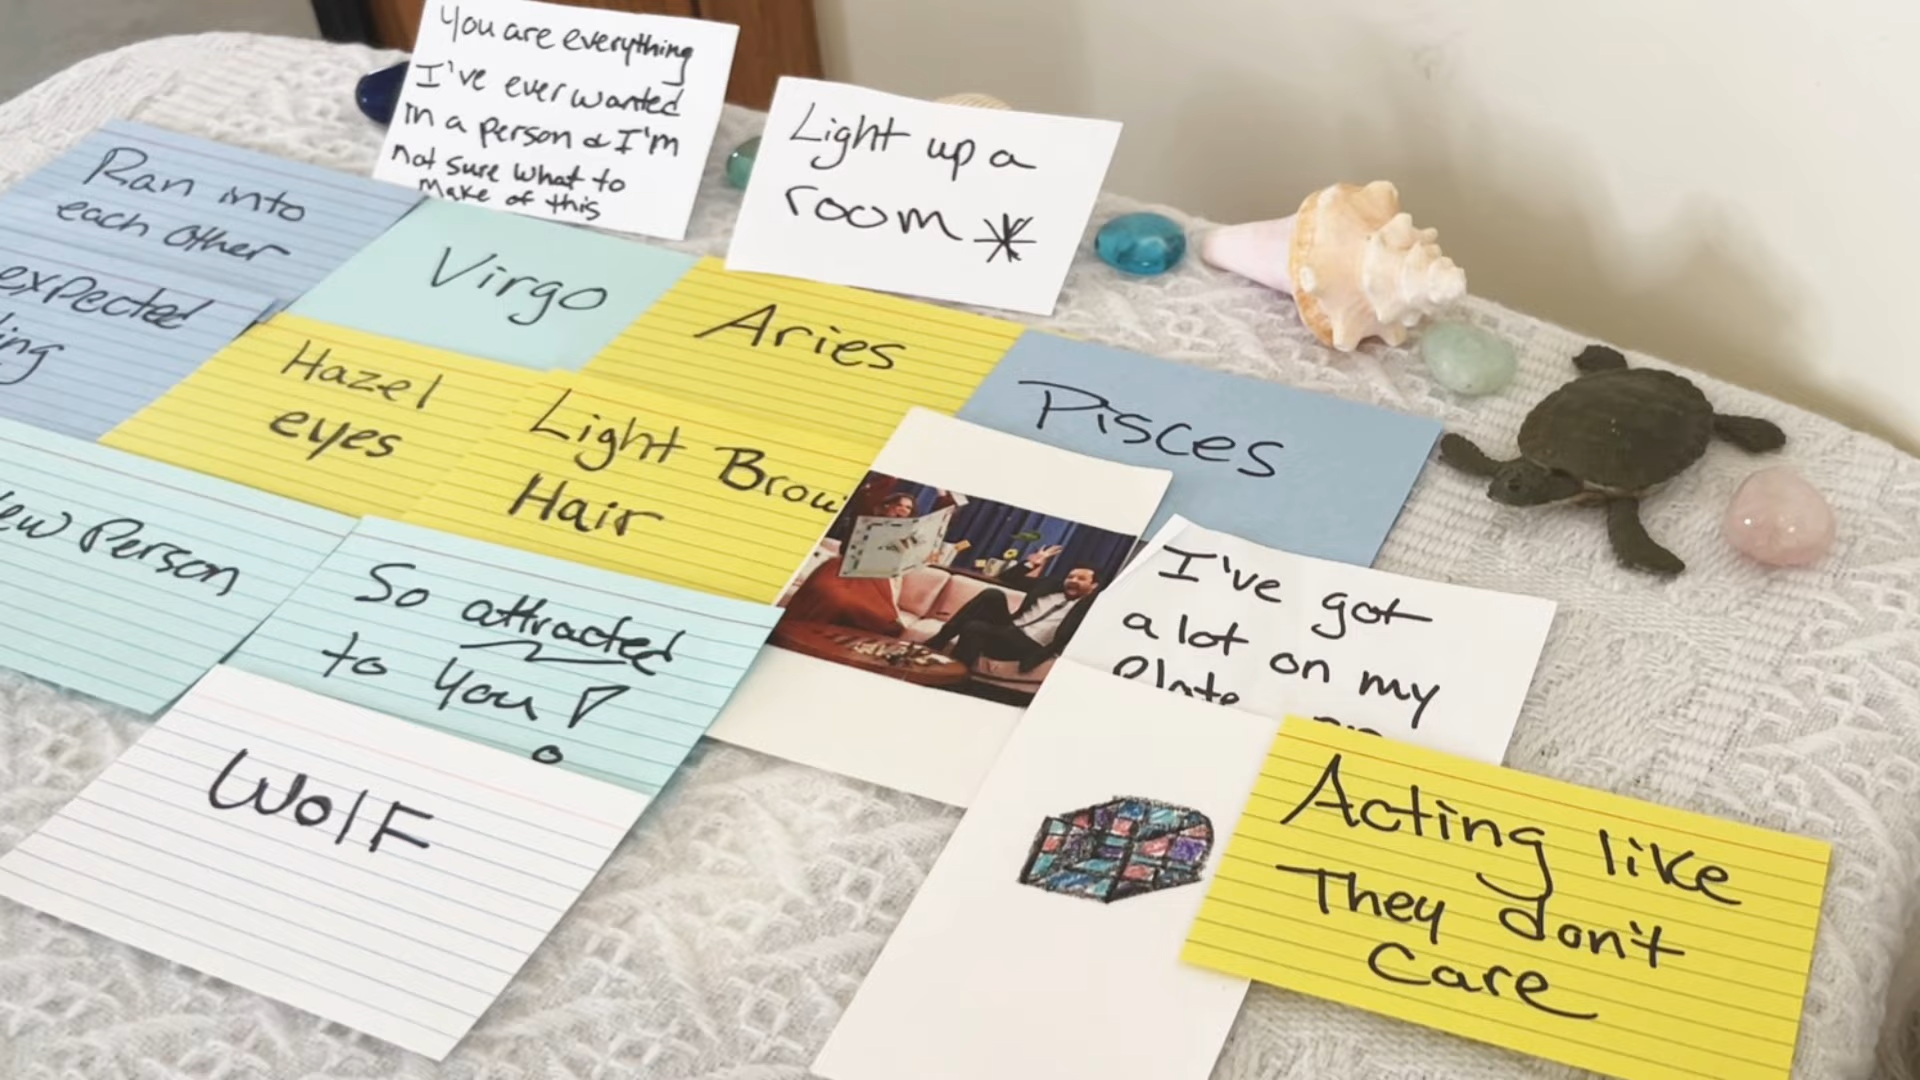 You are everything
I've ever wanted
in a person & I'm
not sure what to
make of this
Light up a
room *
Ran into
each other
Virgo
Aries
Pisces
expected
Hazel
eyes
Light Brow
Hair
Person
So attracted
to you!
I've got
a lot on my
Plate
Wolf
Acting like
They don't
Care